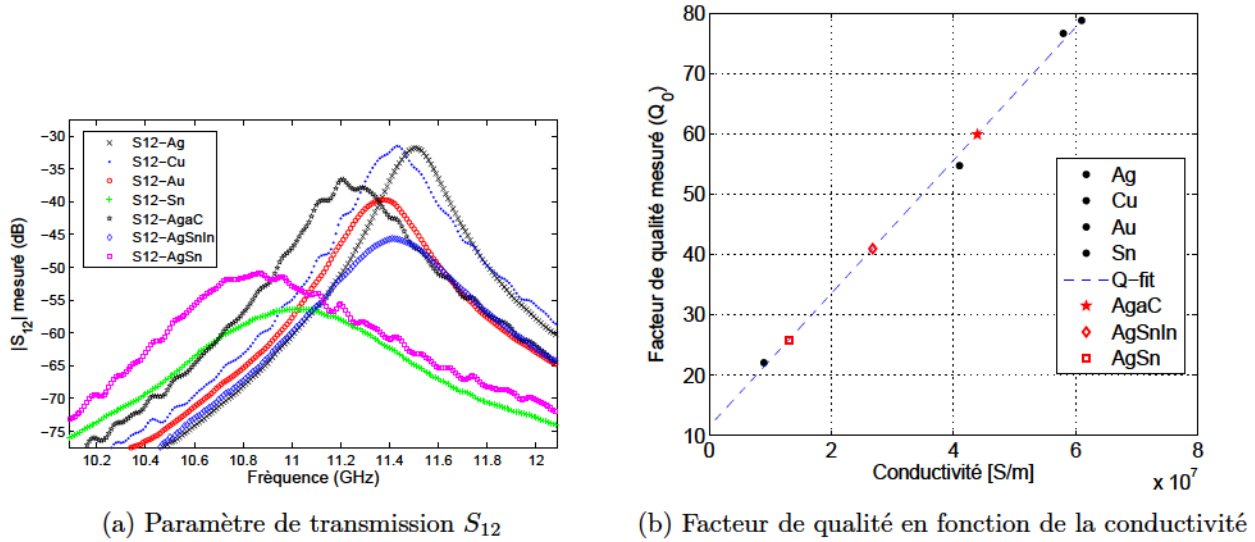 |S12| mesuré (dB)
−30
−35
−40
−45
−50
−55
−60
−65
−70
−75
S12−Ag
S12−Cu
S12−Au
S12−Sn
S12−AgaC
S12−AgSnIn
S12−AgSn
10.2 10.4 10.6 10.8 11 11.2 11.4 11.6 11.8 12
Frèquence (GHz)
(a) Paramètre de transmission S12
Facteur de qualité mesuré (Q0)
80
70
60
50
40
30
20
10
Ag
Cu
Au
Sn
Q−fit
AgaC
AgSnIn
AgSn
0 2 4 6 8
Conductivité [S/m]
x 10^7
(b) Facteur de qualité en fonction de la conductivité